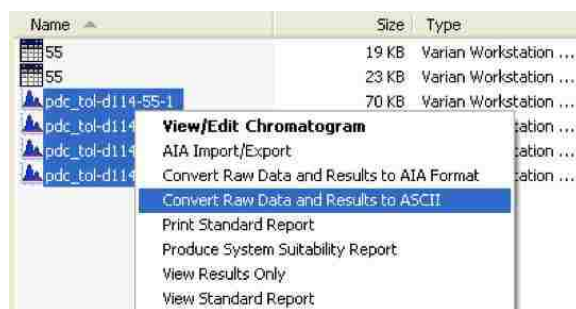 Name Size Type
55 19 KB Varian Workstation ...
55 23 KB Varian Workstation ...
pdc_tol-d114-55-1 70 KB Varian Workstation ...
pdc_tol-d114 View/Edit Chromatogram tation ...
pdc_tol-d114 AIA Import/Export tation ...
pdc_tol-d114 Convert Raw Data and Results to AIA Format tation ...
Convert Raw Data and Results to ASCII
Print Standard Report
Produce System Suitability Report
View Results Only
View Standard Report